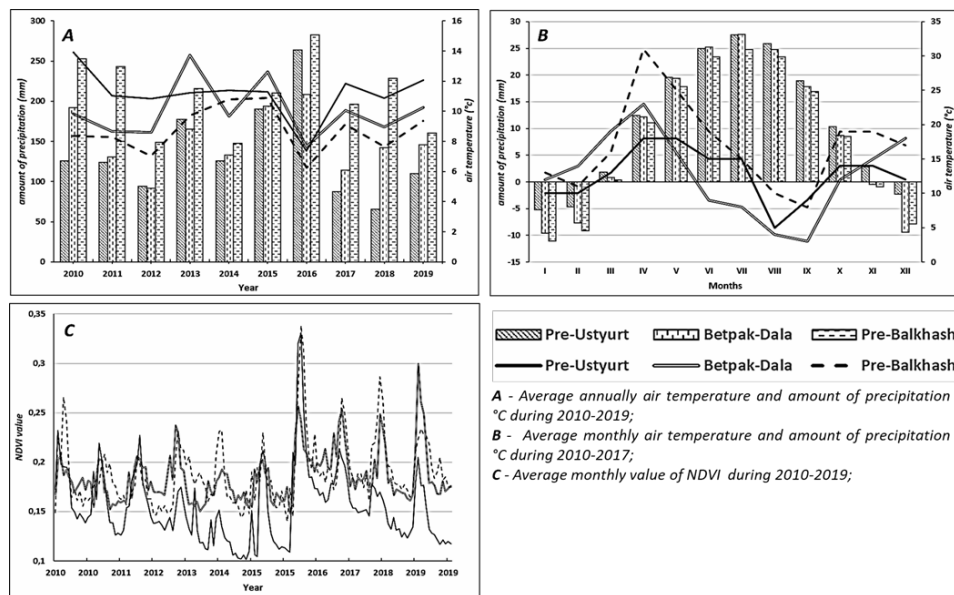 A
amount of precipitation (mm)
300
250
200
150
100
50
0
2010 2011 2012 2013 2014 2015 2016 2017 2018 2019
Year
16
14
12
10
8
6
4
2
0
air temperature (°c)
B
amount of precipitation (mm)
30
25
20
15
10
5
0
-5
-10
-15
I II III IV V VI VII VIII IX X XI XII
Months
35
30
25
20
15
10
5
0
air temperature (°c)
C
NDVI value
0,35
0,3
0,25
0,2
0,15
0,1
2010 2010 2011 2012 2013 2014 2015 2015 2016 2017 2018 2019 2019
Year
Pre-Ustyurt Betpak-Dala Pre-Balkhash
Pre-Ustyurt Betpak-Dala Pre-Balkhash
A - Average annually air temperature and amount of precipitation
°C during 2010-2019;
B - Average monthly air temperature and amount of precipitation
°C during 2010-2017;
C - Average monthly value of NDVI during 2010-2019;